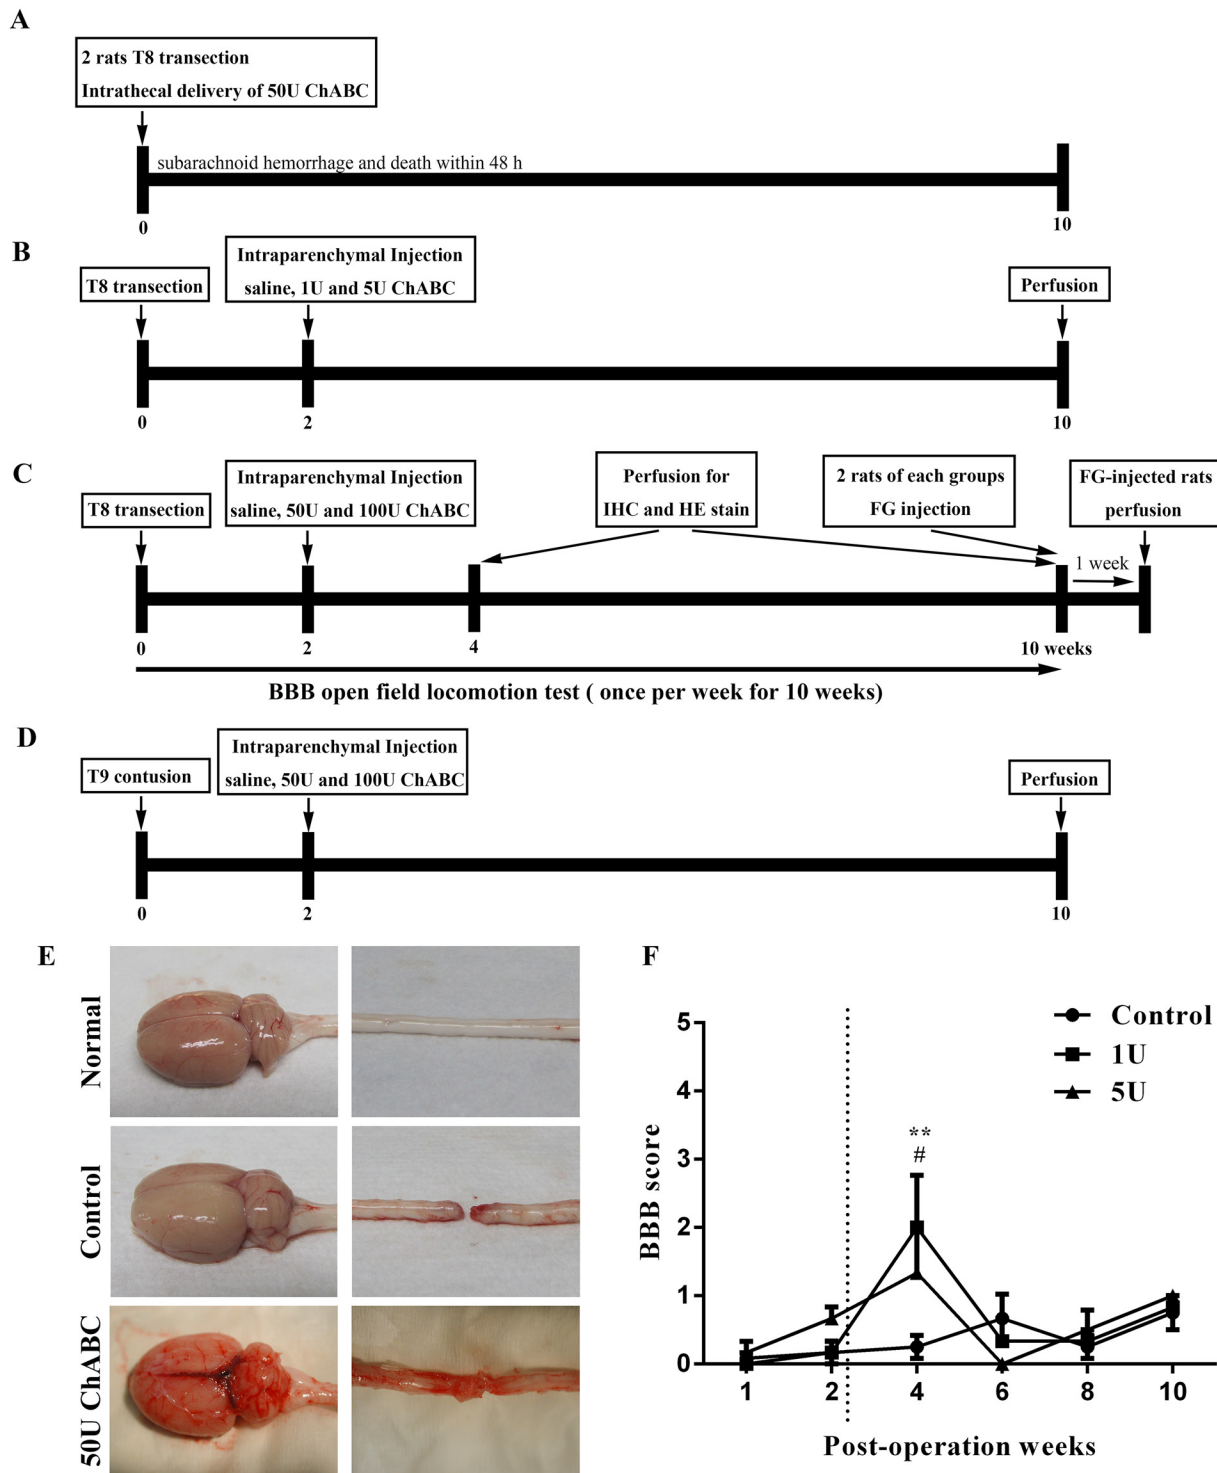 A
2 rats T8 transection
Intrathecal delivery of 50U ChABC
subarachnoid hemorrhage and death within 48 h
0
10
B
T8 transection
Intraparenchymal Injection
saline, 1U and 5U ChABC
Perfusion
0
2
10
C
T8 transection
Intraparenchymal Injection
saline, 50U and 100U ChABC
Perfusion for
IHC and HE stain
2 rats of each groups
FG injection
FG-injected rats
perfusion
1 week
0
2
4
10 weeks
BBB open field locomotion test ( once per week for 10 weeks)
D
T9 contusion
Intraparenchymal Injection
saline, 50U and 100U ChABC
Perfusion
0
2
10
E
Normal
Control
50U ChABC
F
Control
1U
5U
**
#
BBB score
5
4
3
2
1
0
1
2
4
6
8
10
Post-operation weeks